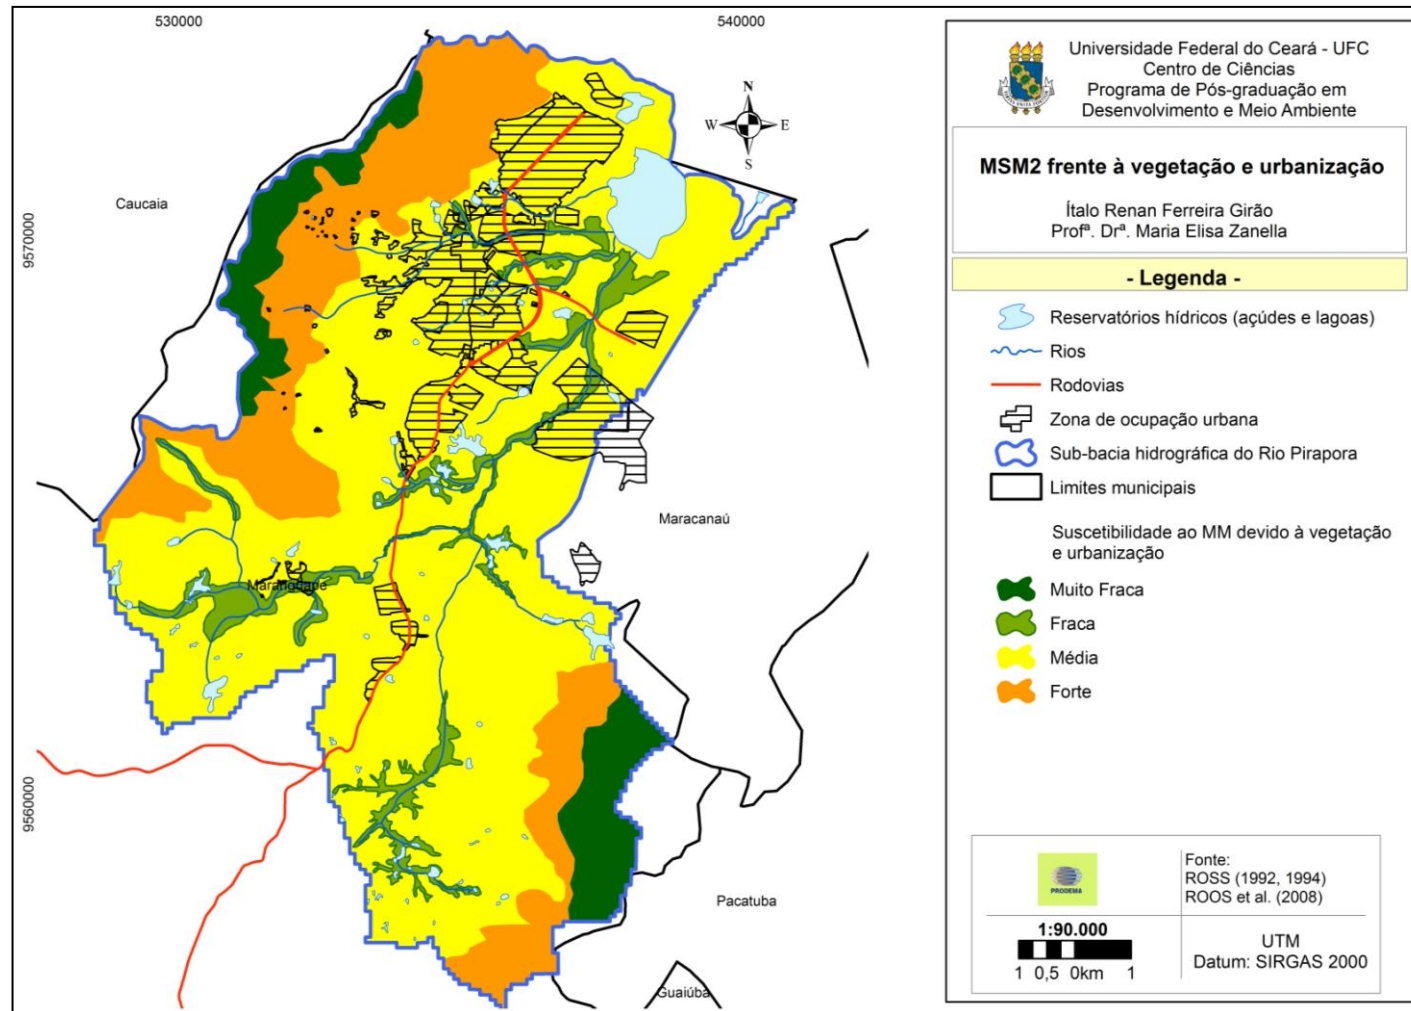 530000
540000
9570000
9560000
N
W
E
S
Caucaia
Maracanaú
Maranguape
Pacatuba
Guaiúba
Universidade Federal do Ceará - UFC
Centro de Ciências
Programa de Pós-graduação em
Desenvolvimento e Meio Ambiente
MSM2 frente à vegetação e urbanização
Ítalo Renan Ferreira Girão
Profª. Drª. Maria Elisa Zanella
- Legenda -
Reservatórios hídricos (açúdes e lagoas)
Rios
Rodovias
Zona de ocupação urbana
Sub-bacia hidrográfica do Rio Pirapora
Limites municipais
Suscetibilidade ao MM devido à vegetação
e urbanização
Muito Fraca
Fraca
Média
Forte
PRODEMA
Fonte:
ROSS (1992, 1994)
ROOS et al. (2008)
1:90.000
1 0,5 0km 1
UTM
Datum: SIRGAS 2000